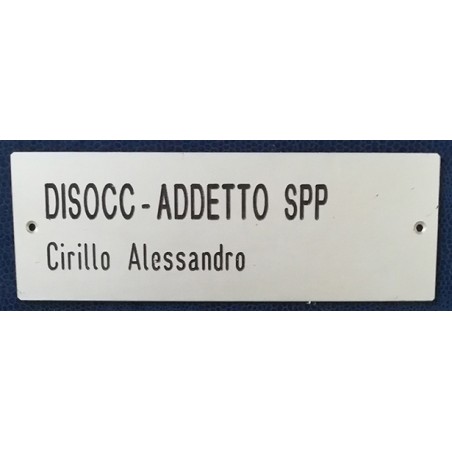 DISOCC - ADDETTO SPP
Cirillo Alessandro